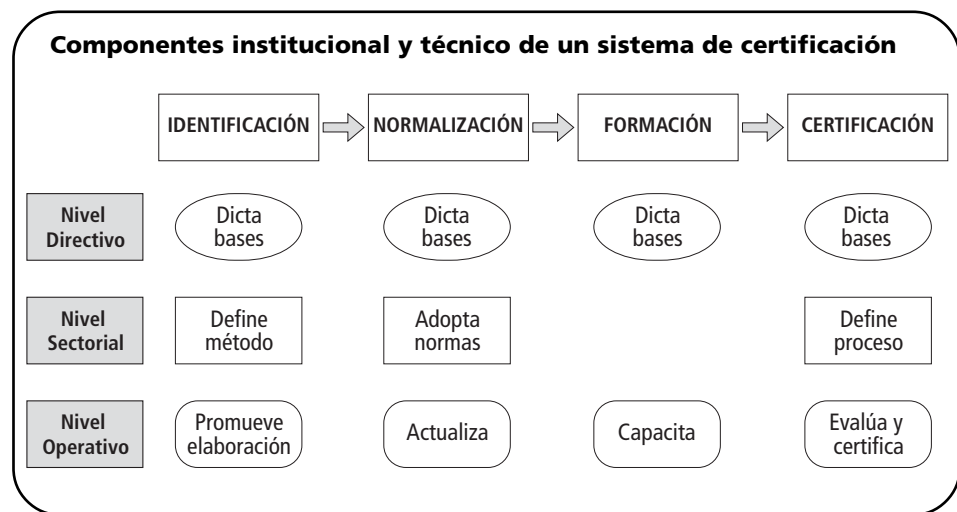 Componentes institucional y técnico de un sistema de certificación
IDENTIFICACIÓN
NORMALIZACIÓN
FORMACIÓN
CERTIFICACIÓN
Nivel
Directivo
Dicta
bases
Dicta
bases
Dicta
bases
Dicta
bases
Nivel
Sectorial
Define
método
Adopta
normas
Define
proceso
Nivel
Operativo
Promueve
elaboración
Actualiza
Capacita
Evalúa y
certifica